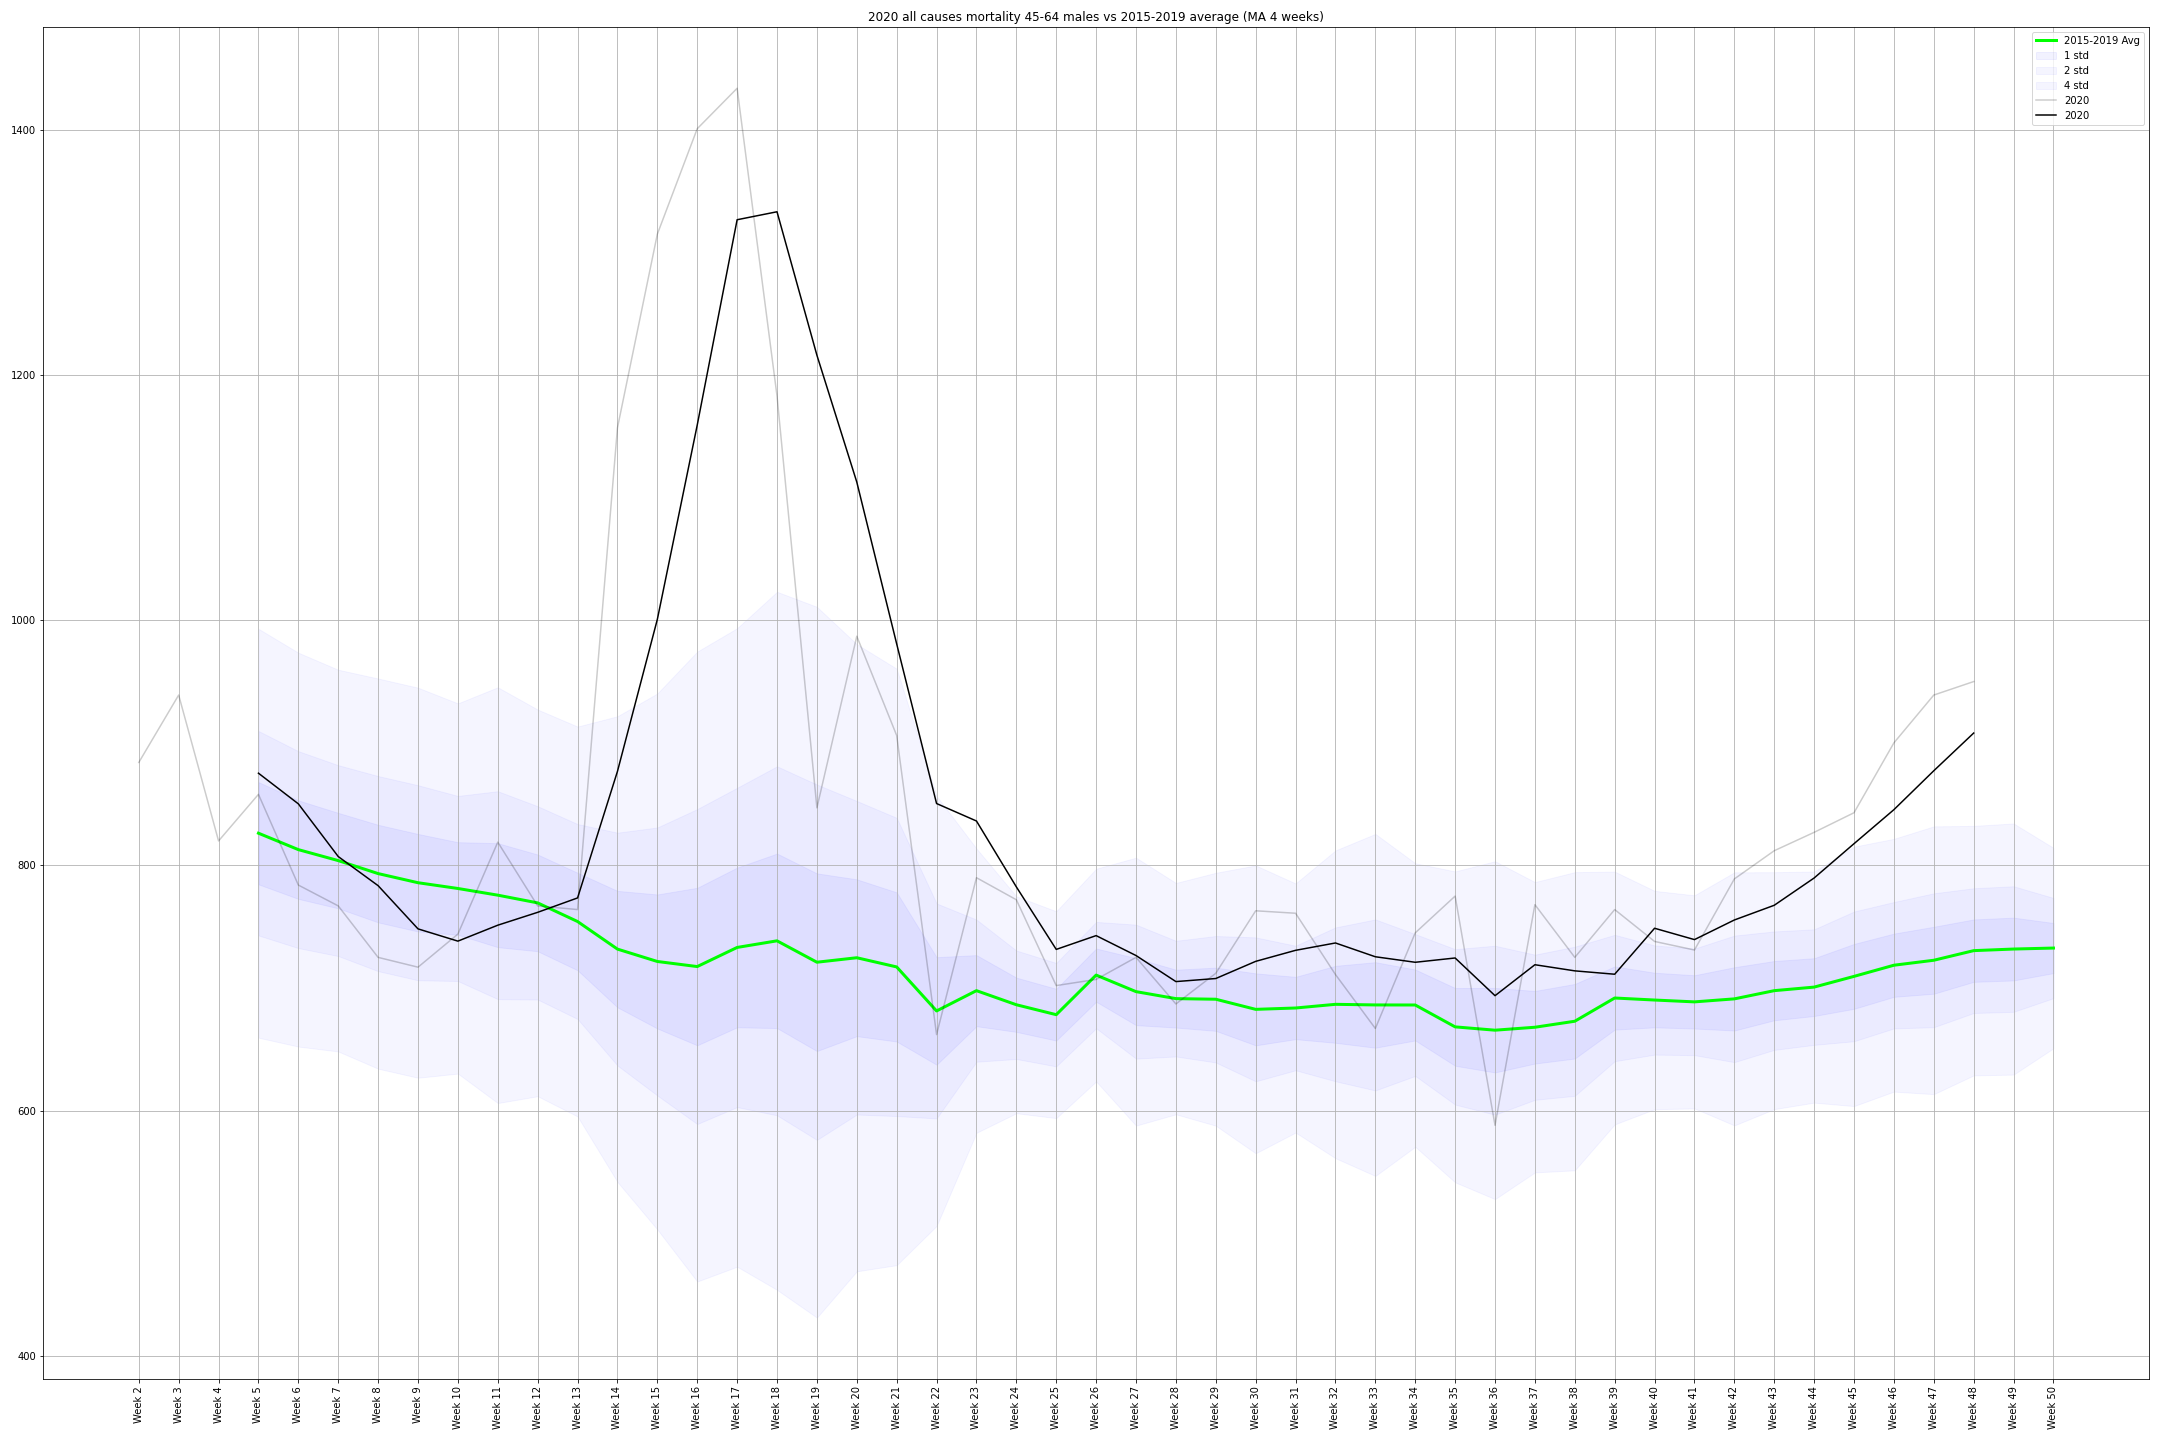 2020 all causes mortality 45-64 males vs 2015-2019 average (MA 4 weeks)
2015-2019 Avg
1 std
2 std
4 std
2020
2020
1400
1200
1000
800
600
400
Week 2
Week 3
Week 4
Week 5
Week 6
Week 7
Week 8
Week 9
Week 10
Week 11
Week 12
Week 13
Week 14
Week 15
Week 16
Week 17
Week 18
Week 19
Week 20
Week 21
Week 22
Week 23
Week 24
Week 25
Week 26
Week 27
Week 28
Week 29
Week 30
Week 31
Week 32
Week 33
Week 34
Week 35
Week 36
Week 37
Week 38
Week 39
Week 40
Week 41
Week 42
Week 43
Week 44
Week 45
Week 46
Week 47
Week 48
Week 49
Week 50